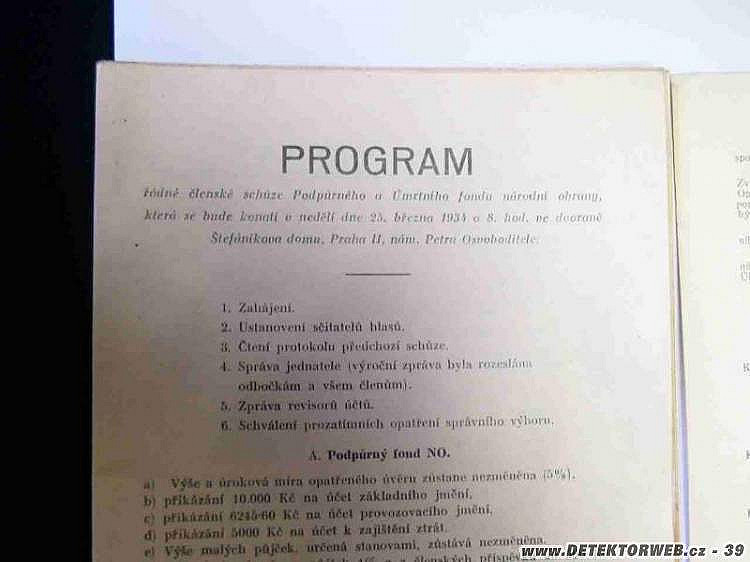 PROGRAM
řádné členské schůze Podpůrného a Úmrtního fondu národní obrany,
která se bude konati v neděli dne 25. března 1934 o 8. hod. ve dvoraně
Štefánikova domu, Praha II, nám. Petra Osvoboditele.
1. Zahájení.
2. Ustanovení sčitatelů hlasů.
3. Čtení protokolu předchozí schůze.
4. Správa jednatele (výroční zpráva byla rozeslána
odbočkám a všem členům).
5. Zpráva revisorů účtů.
6. Schválení prozatímních opatření správního výboru.
A. Podpůrný fond NO.
a) Výše a úroková míra opatřeného úvěru zůstane nezměněna (5%),
b) přikázání 10.000 Kč na účet základního jmění,
c) přikázání 6245·60 Kč na účet provozovacího jmění,
d) přikázání 5000 Kč na účet k zajištění ztrát.
e) Výše malých půjček, určená stanovami, zůstává nezměněna.
členských
spo
Zv
www.DETEKTORWEB.cz - 39